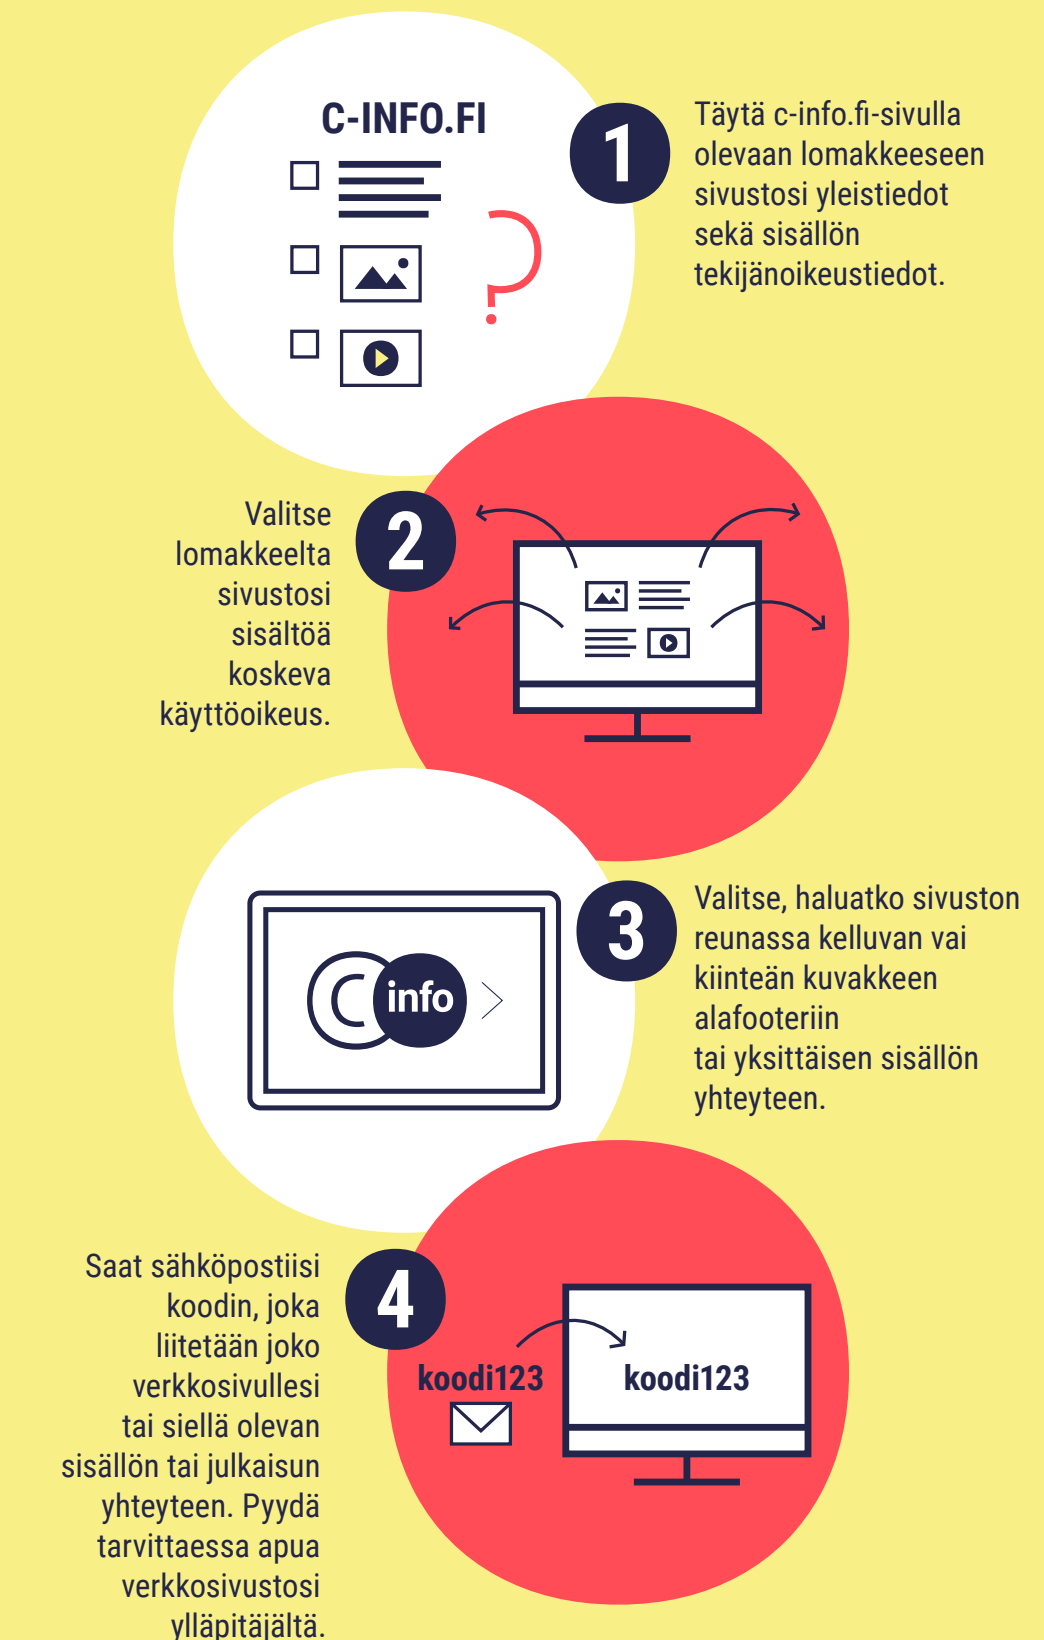 C-INFO.FI
1
Täytä c-info.fi-sivulla
olevaan lomakkeeseen
sivustosi yleistiedot
sekä sisällön
tekijänoikeustiedot.
?
2
Valitse
lomakkeelta
sivustosi
sisältöä
koskeva
käyttöoikeus.
3
Valitse, haluatko sivuston
reunassa kelluvan vai
kiinteän kuvakkeen
alafooteriin
tai yksittäisen sisällön
yhteyteen.
C info >
4
Saat sähköpostiisi
koodin, joka
liitetään joko
verkkosivullesi
tai siellä olevan
sisällön tai julkaisun
yhteyteen. Pyydä
tarvittaessa apua
verkkosivustosi
ylläpitäjältä.
koodi123
koodi123